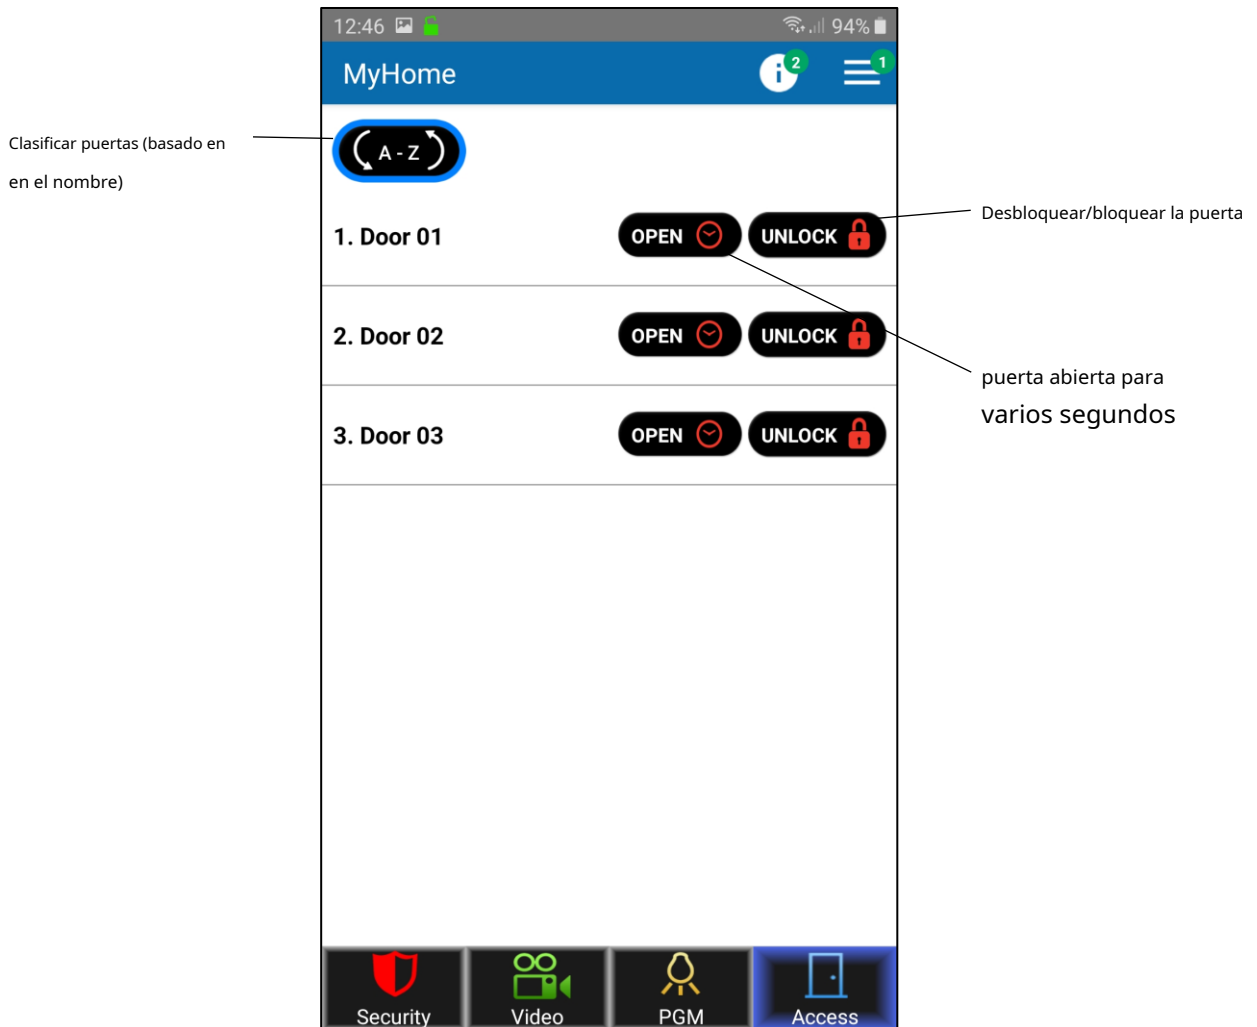 12:46
94%
MyHome
2
1
Clasificar puertas (basado en
en el nombre)
A - Z
Desbloquear/bloquear la puerta
1. Door 01
OPEN
UNLOCK
2. Door 02
OPEN
UNLOCK
puerta abierta para
varios segundos
3. Door 03
OPEN
UNLOCK
Security
Video
PGM
Access